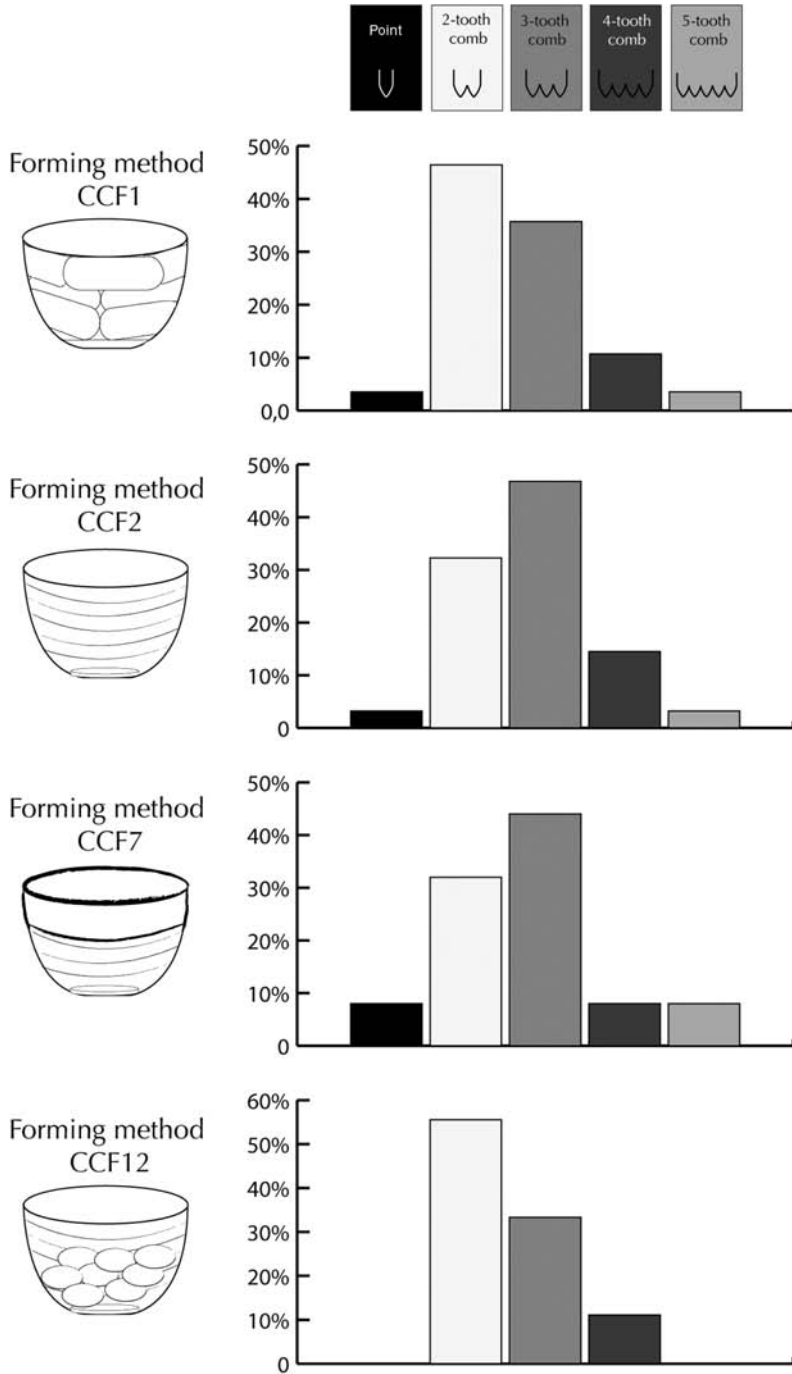 Point
2-tooth
comb
3-tooth
comb
4-tooth
comb
5-tooth
comb
Forming method
CCF1
50%
40%
30%
20%
10%
0,0
Forming method
CCF2
50%
40%
30%
20%
10%
0
Forming method
CCF7
50%
40%
30%
20%
10%
0
Forming method
CCF12
60%
50%
40%
30%
20%
10%
0